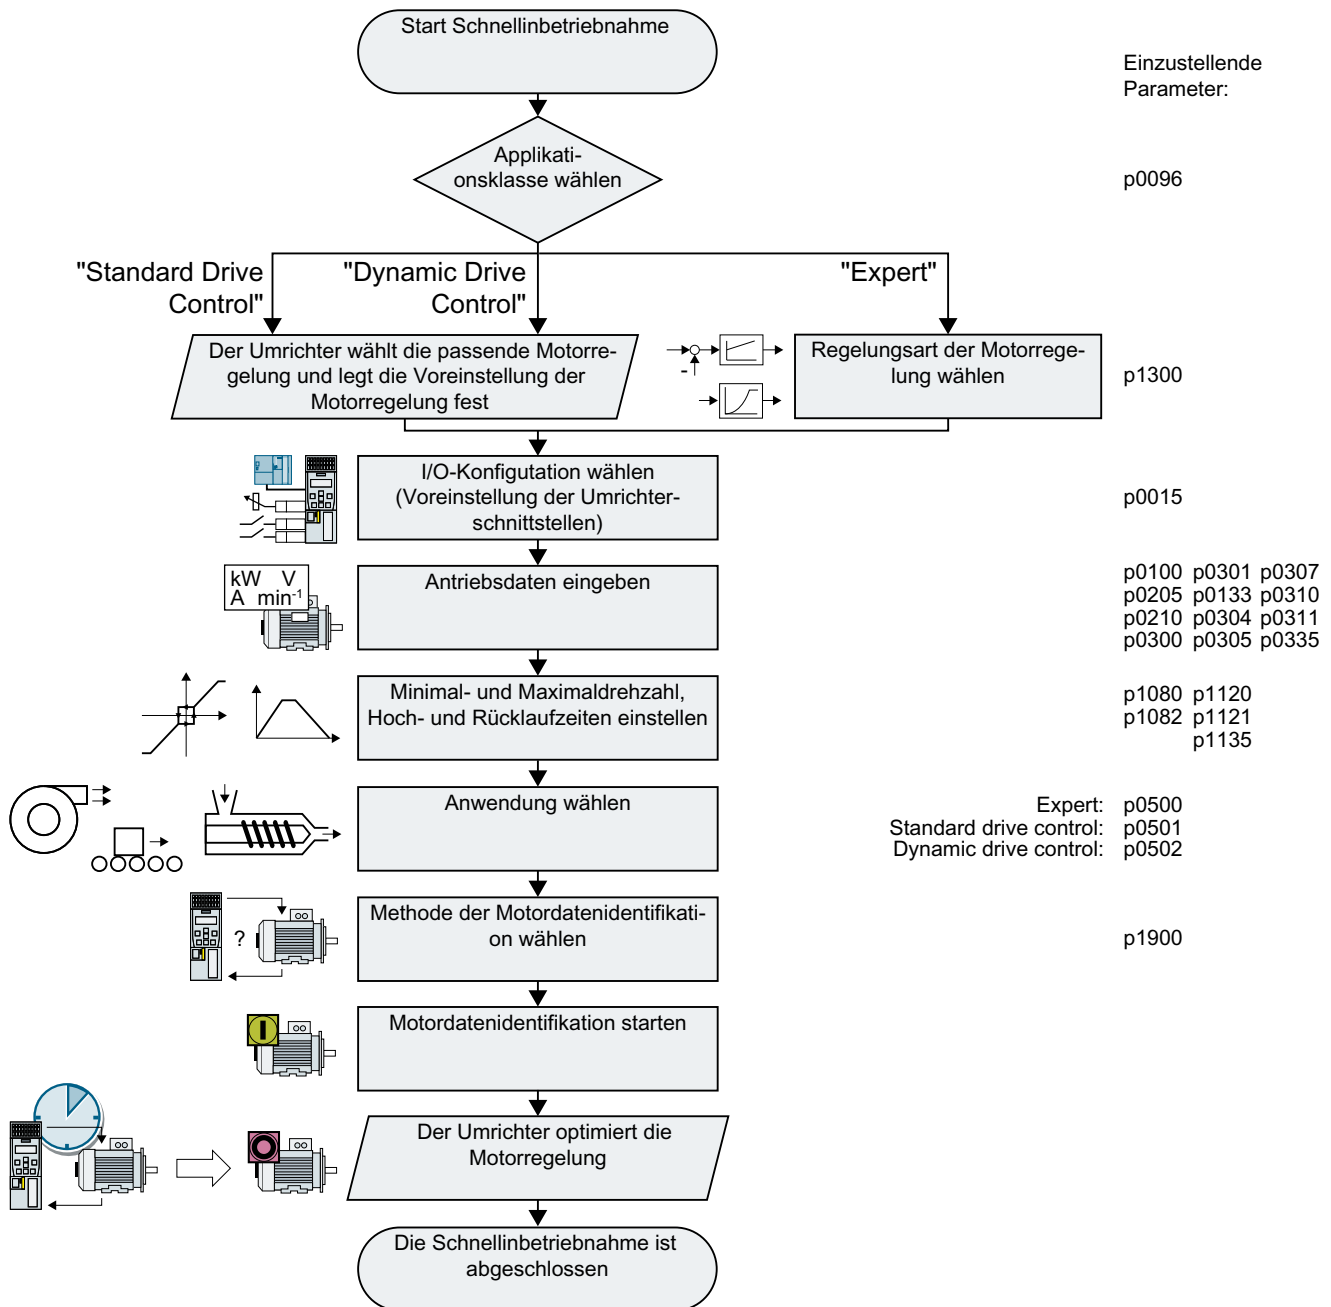 Start Schnellinbetriebnahme
Einzustellende
Parameter:
Applikati-
onsklasse wählen
p0096
"Standard Drive
Control"
"Dynamic Drive
Control"
"Expert"
Der Umrichter wählt die passende Motorre-
gelung und legt die Voreinstellung der
Motorregelung fest
-
Regelungsart der Motorrege-
lung wählen
p1300
I/O-Konfigutation wählen
(Voreinstellung der Umrichter-
schnittstellen)
p0015
kW V
A min-1
Antriebsdaten eingeben
p0100 p0301 p0307
p0205 p0133 p0310
p0210 p0304 p0311
p0300 p0305 p0335
Minimal- und Maximaldrehzahl,
Hoch- und Rücklaufzeiten einstellen
p1080 p1120
p1082 p1121
p1135
Anwendung wählen
Expert: p0500
Standard drive control: p0501
Dynamic drive control: p0502
?
Methode der Motordatenidentifikati-
on wählen
p1900
Motordatenidentifikation starten
Der Umrichter optimiert die
Motorregelung
Die Schnellinbetriebnahme ist
abgeschlossen